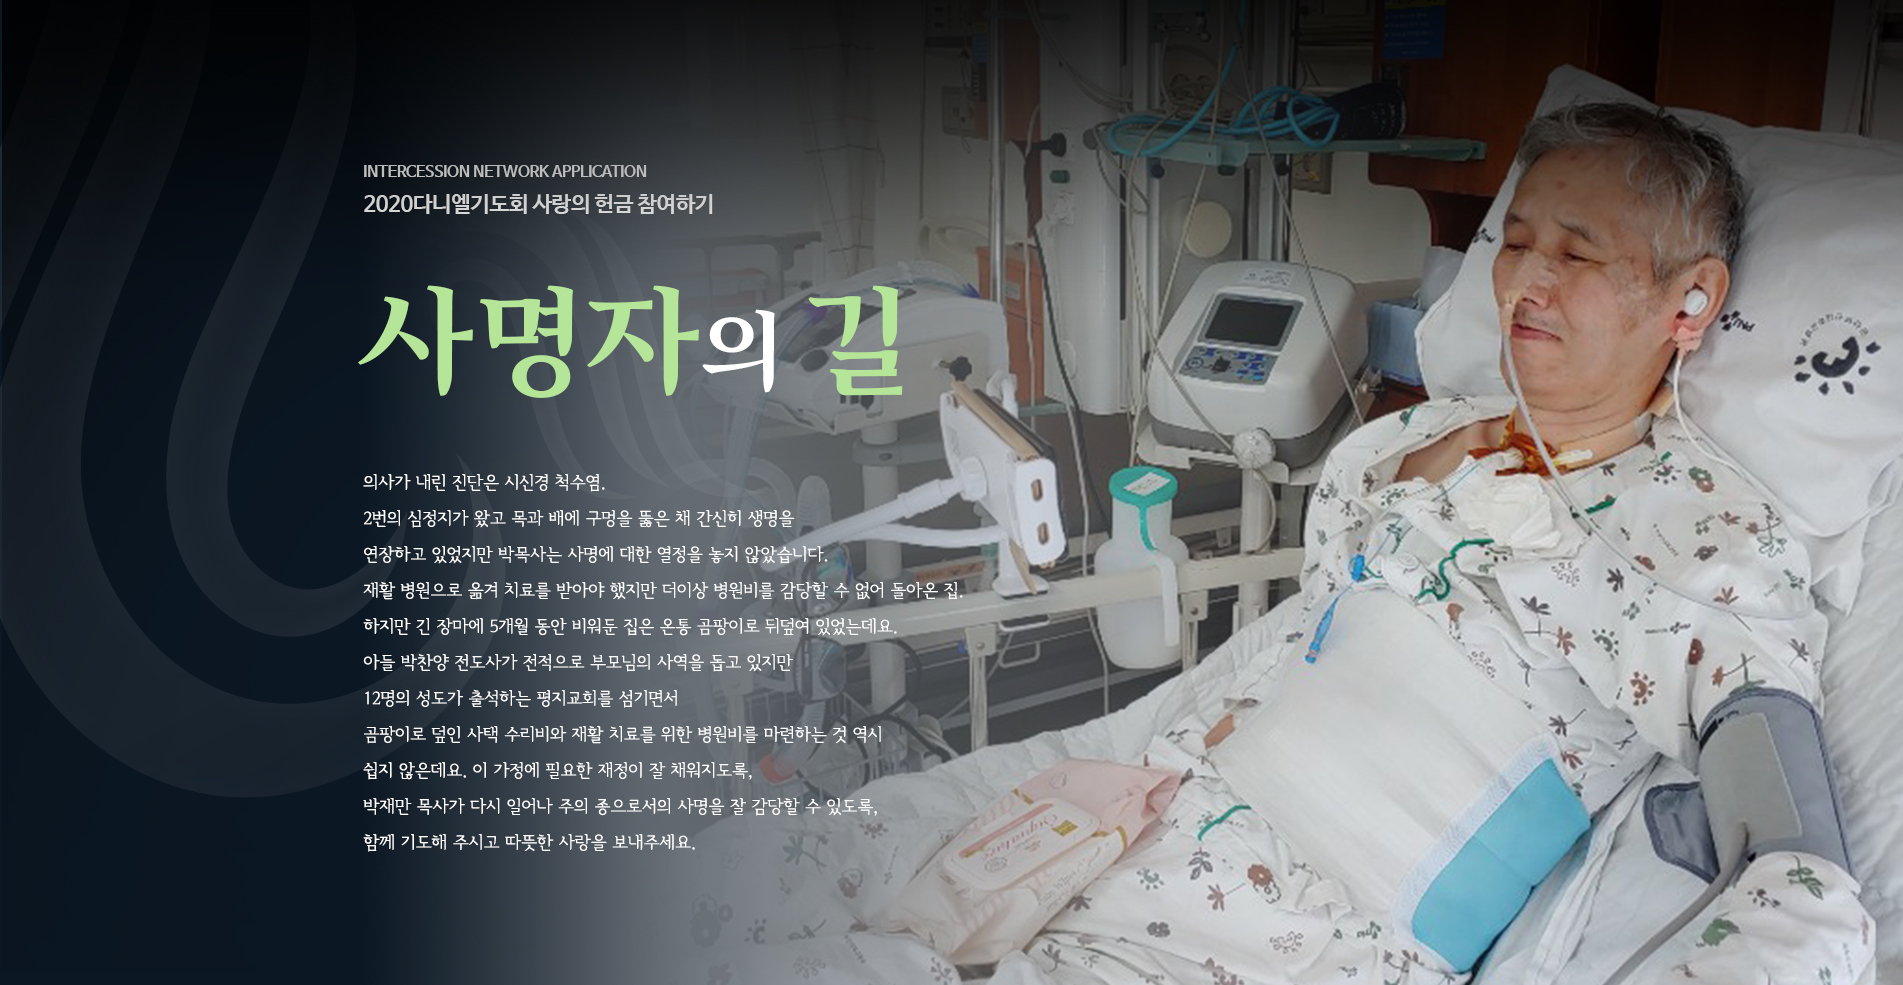 INTERCESSION NETWORK APPLICATION
2020다니엘기도회 사랑의 헌금 참여하기
사명자의 길
의사가 내린 진단은 시신경 척수염.
2번의 심정지가 왔고 목과 배에 구멍을 뚫은 채 간신히 생명을
연장하고 있었지만 박목사는 사명에 대한 열정을 놓지 않았습니다.
재활 병원으로 옮겨 치료를 받아야 했지만 더이상 병원비를 감당할 수 없어 돌아온 집.
하지만 긴 장마에 5개월 동안 비워둔 집은 온통 곰팡이로 뒤덮여 있었는데요.
아들 박찬양 전도사가 전적으로 부모님의 사역을 돕고 있지만
12명의 성도가 출석하는 평지교회를 섬기면서
곰팡이로 덮인 사택 수리비와 재활 치료를 위한 병원비를 마련하는 것 역시
쉽지 않은데요. 이 가정에 필요한 재정이 잘 채워지도록,
박재만 목사가 다시 일어나 주의 종으로서의 사명을 잘 감당할 수 있도록,
함께 기도해 주시고 따뜻한 사랑을 보내주세요.